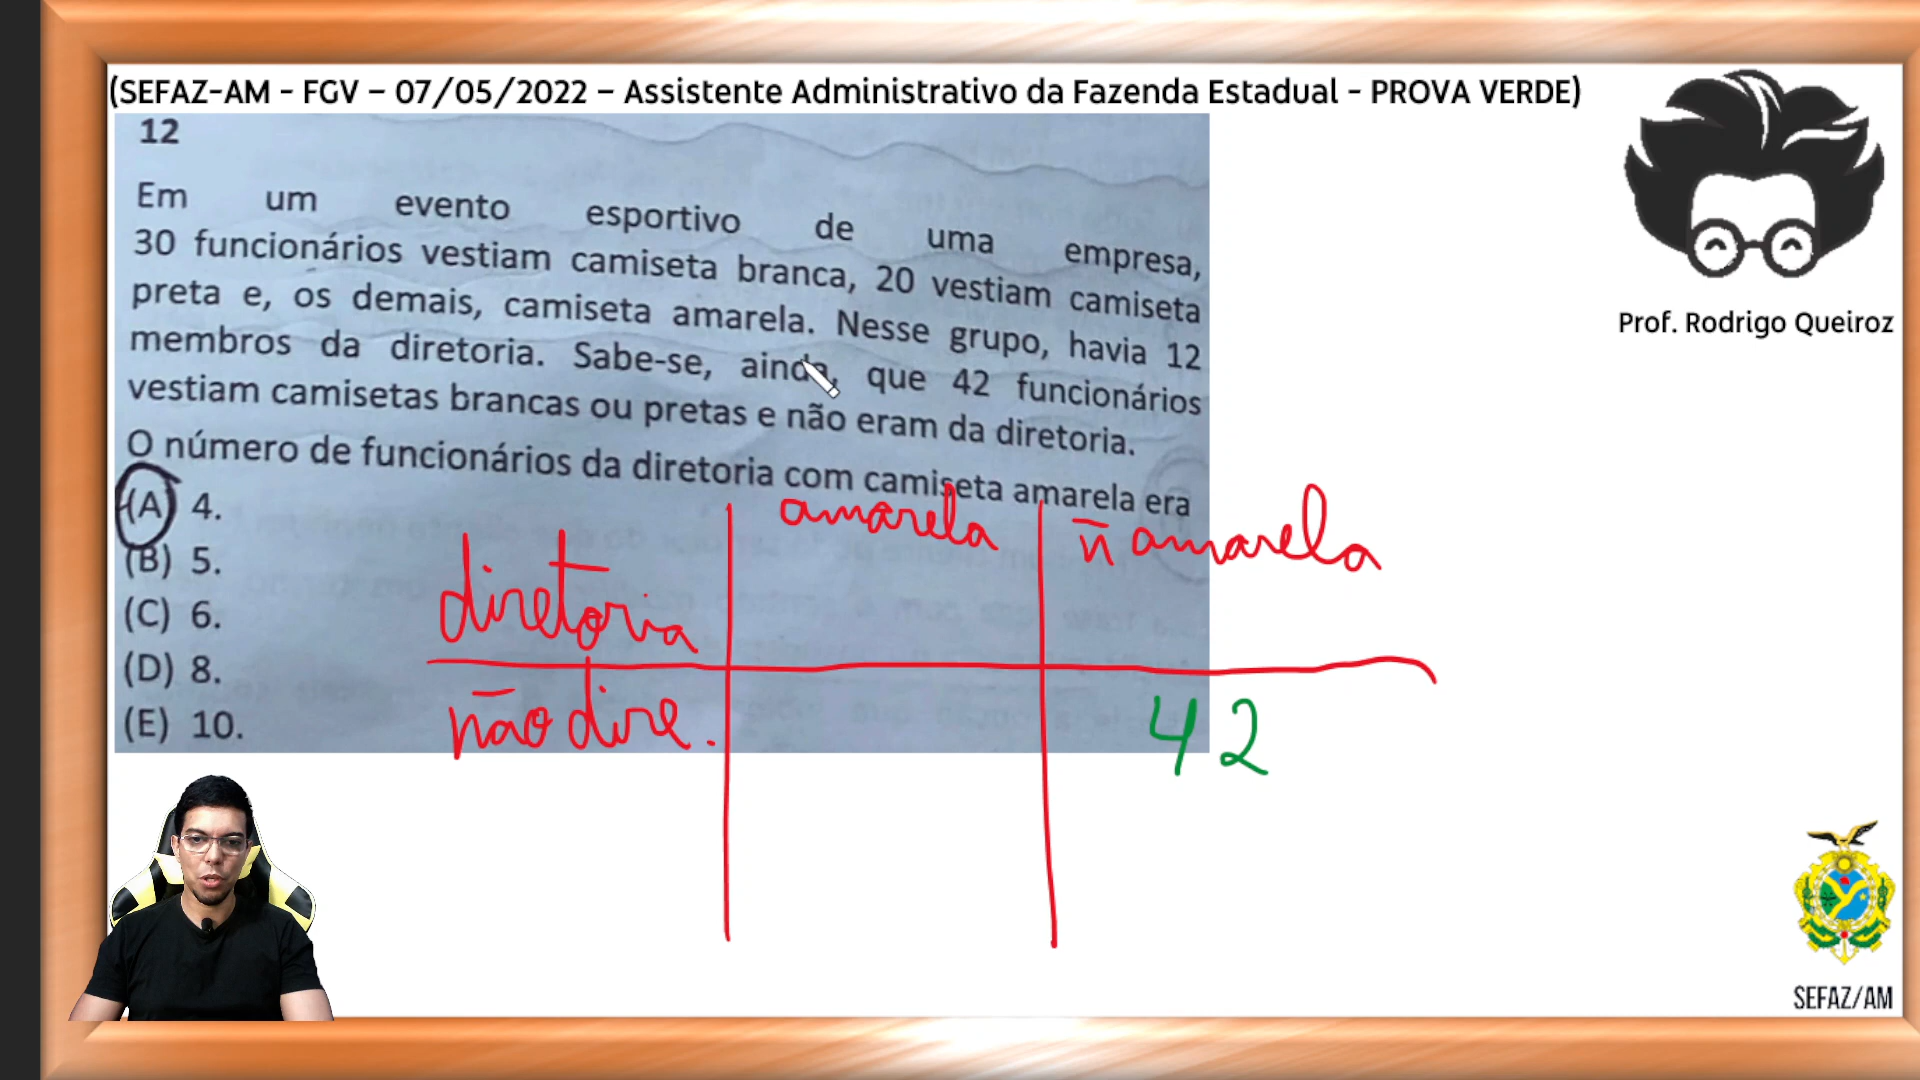 (SEFAZ-AM - FGV – 07/05/2022 – Assistente Administrativo da Fazenda Estadual - PROVA VERDE)
12
Em um evento esportivo de uma empresa,
30 funcionários vestiam camiseta branca, 20 vestiam camiseta
preta e, os demais, camiseta amarela. Nesse grupo, havia 12
membros da diretoria. Sabe-se, ainda, que 42 funcionários
vestiam camisetas brancas ou pretas e não eram da diretoria.
O número de funcionários da diretoria com camiseta amarela era
(A) 4.
(B) 5.
(C) 6.
(D) 8.
(E) 10.
amarela
n̄ amarela
diretoria
não dire.
42
Prof. Rodrigo Queiroz
SEFAZ/AM